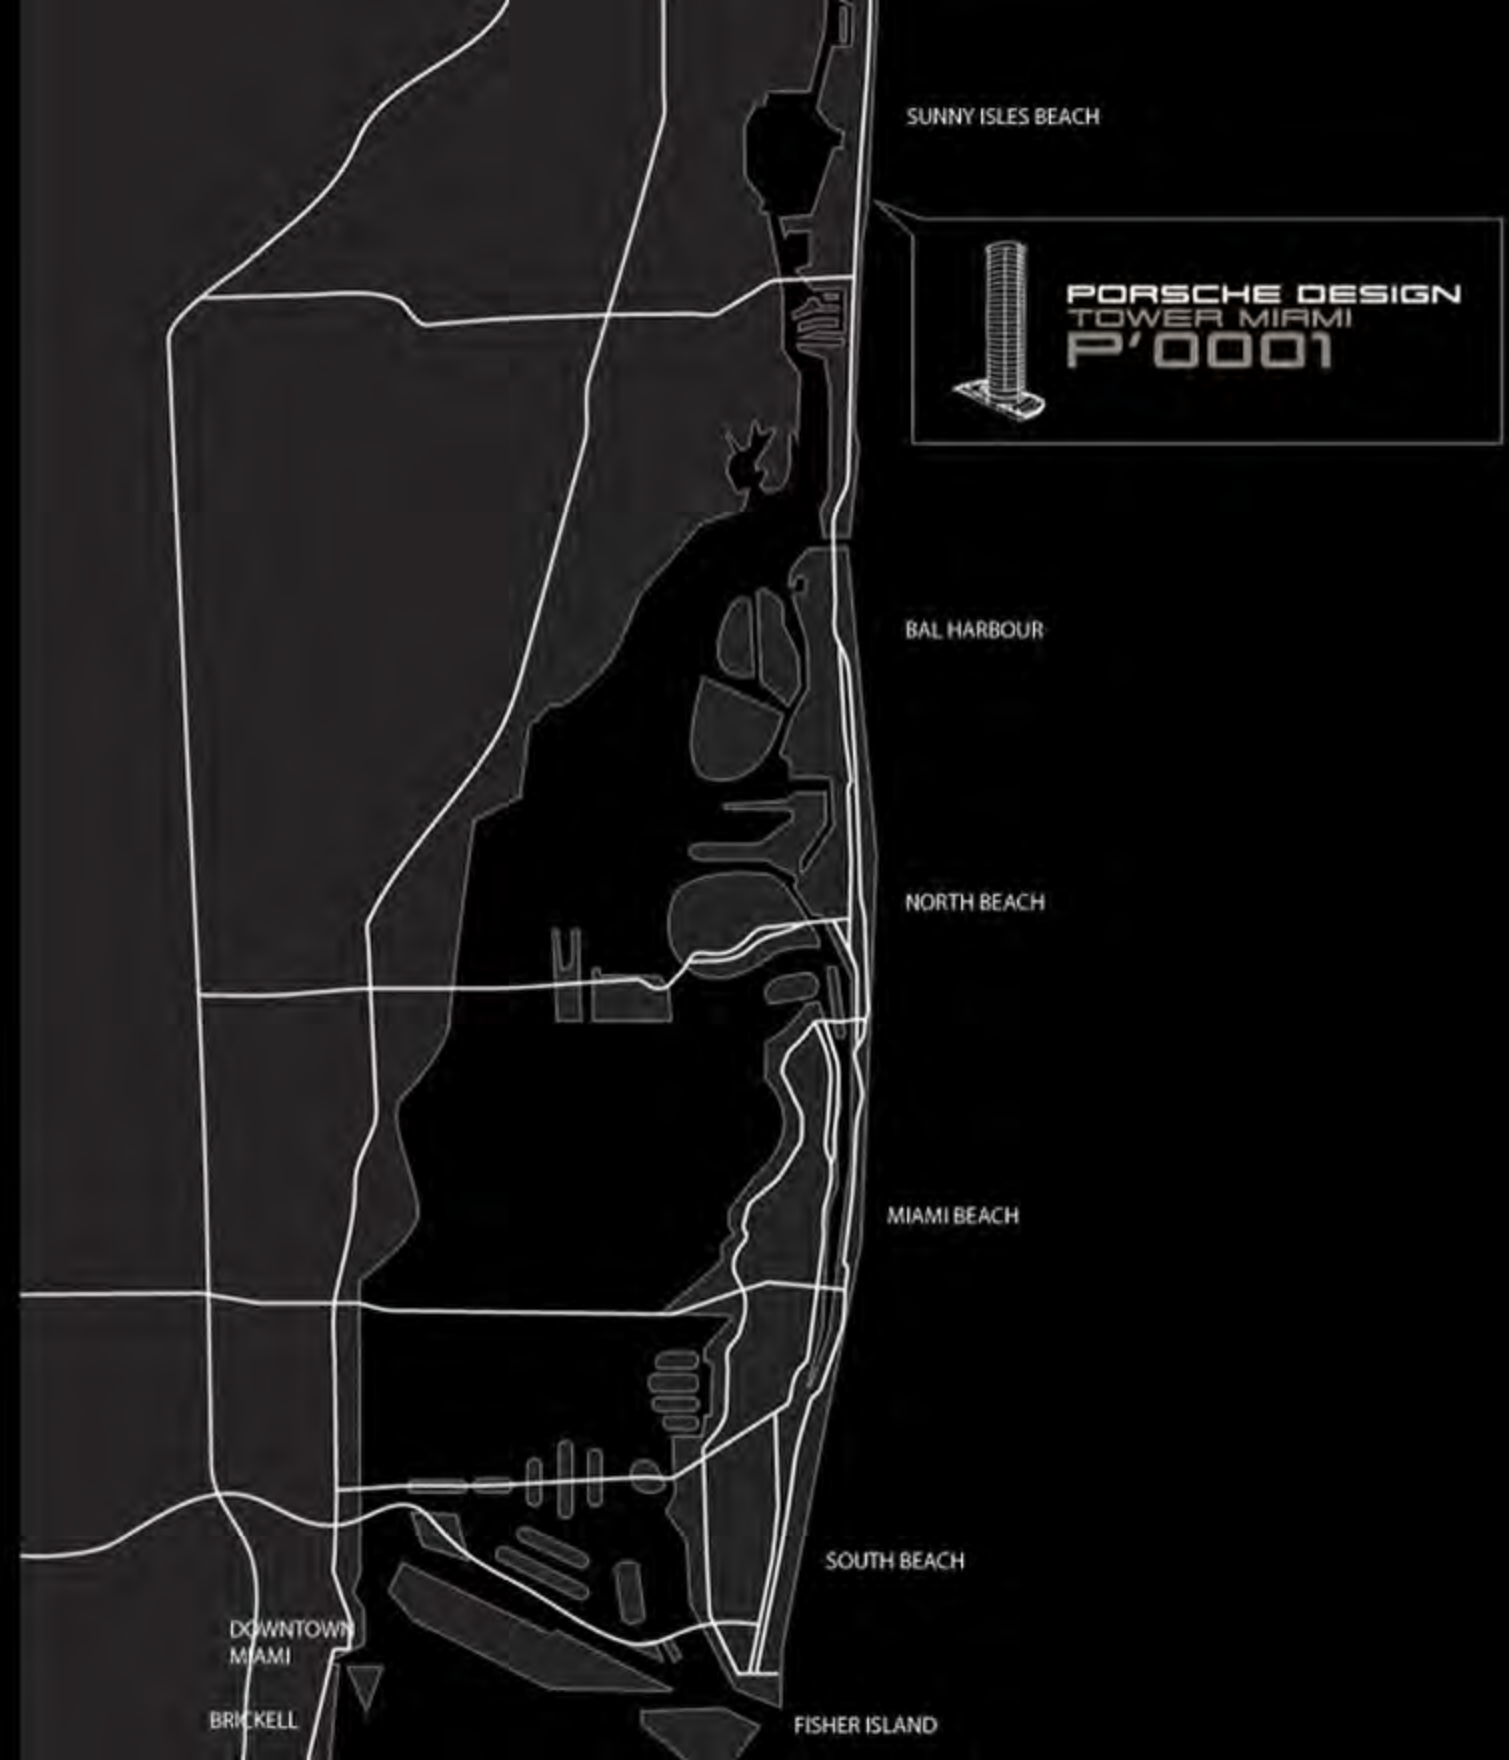 SUNNY ISLES BEACH
PORSCHE DESIGN
TOWER MIAMI
P'0001
BAL HARBOUR
NORTH BEACH
MIAMI BEACH
SOUTH BEACH
DOWNTOWN
MIAMI
BRICKELL
FISHER ISLAND